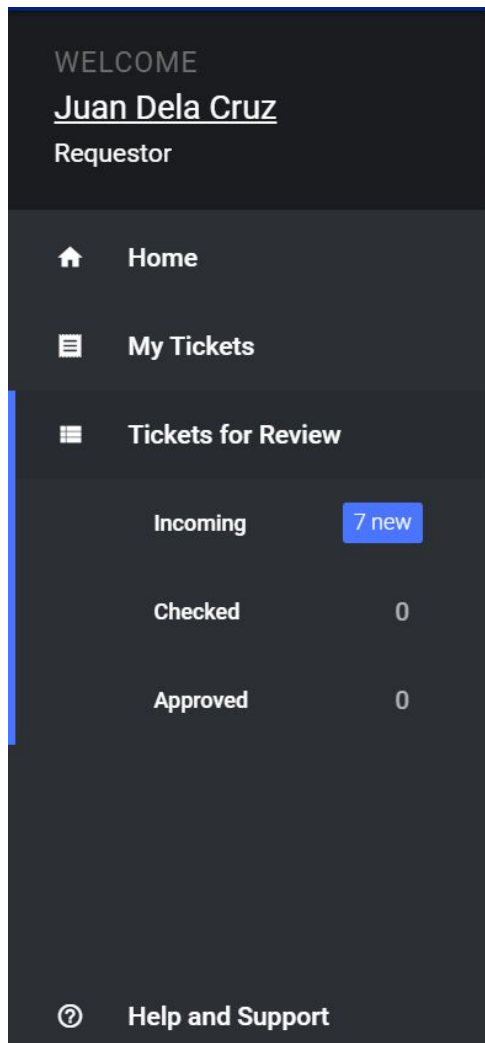 WELCOME
Juan Dela Cruz
Requestor
Home
My Tickets
Tickets for Review
Incoming 7 new
Checked 0
Approved 0
Help and Support